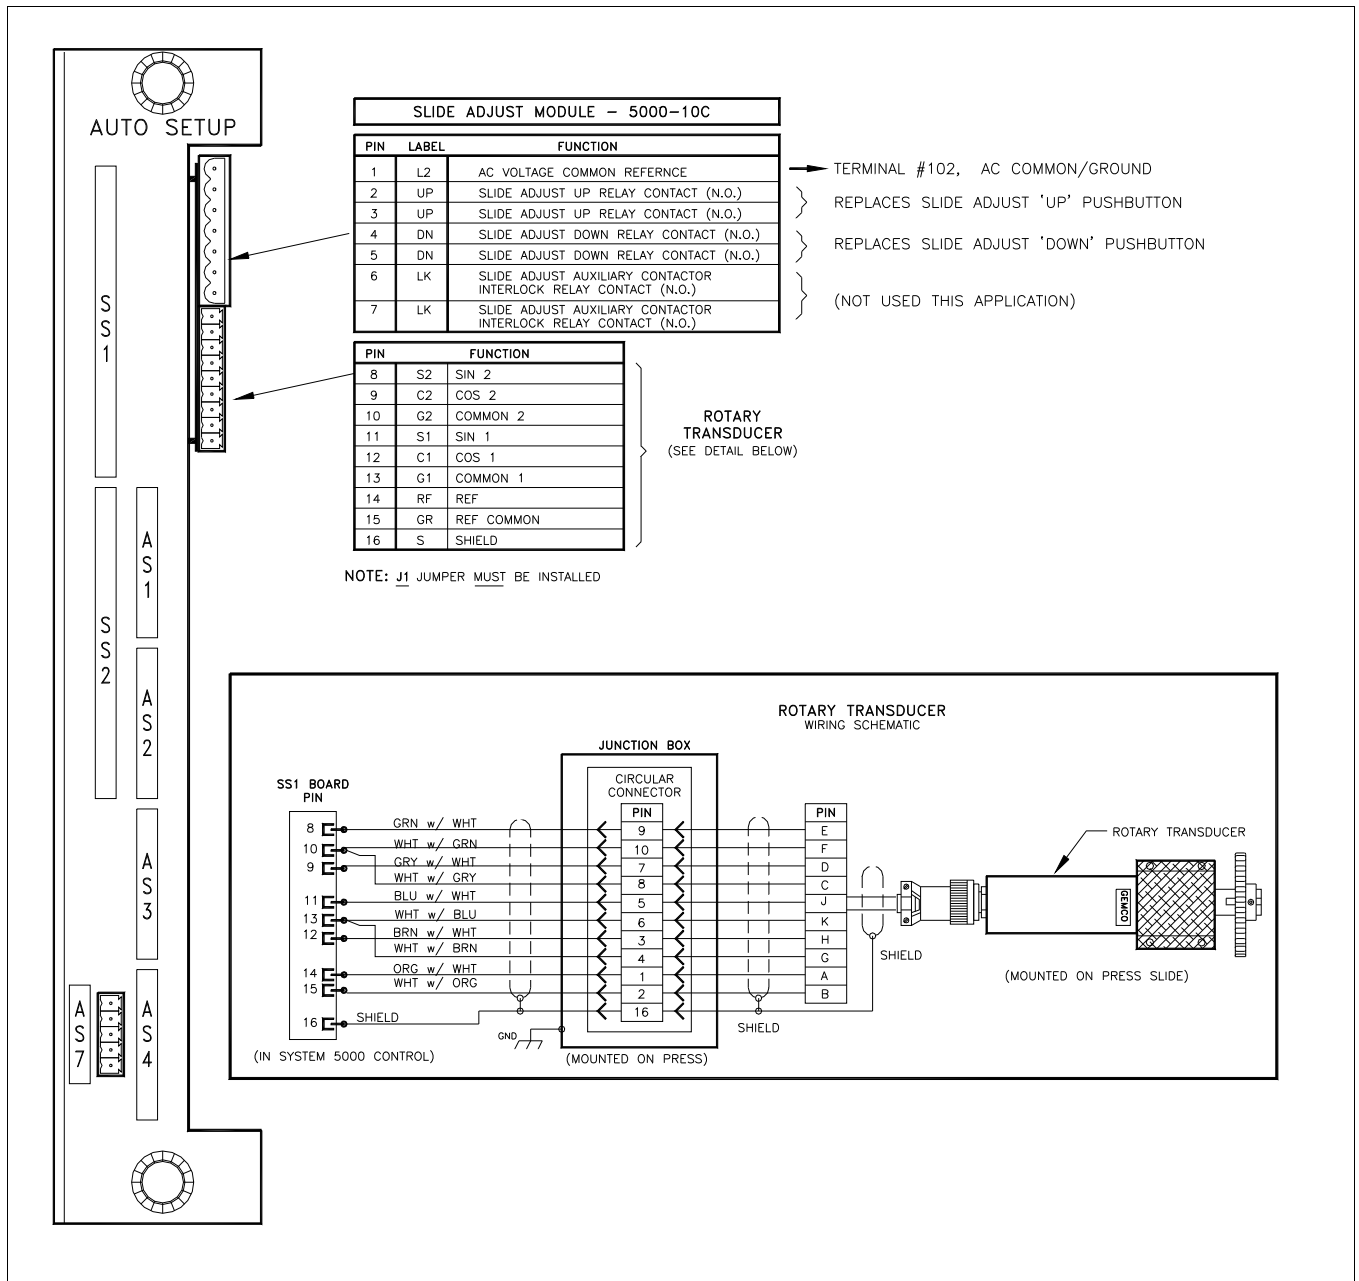 AUTO SETUP
SS1
SS2
AS1
AS2
AS3
AS4
AS7
SLIDE ADJUST MODULE - 5000-10C
PIN LABEL FUNCTION
1 L2 AC VOLTAGE COMMON REFERNCE
2 UP SLIDE ADJUST UP RELAY CONTACT (N.O.)
3 UP SLIDE ADJUST UP RELAY CONTACT (N.O.)
4 DN SLIDE ADJUST DOWN RELAY CONTACT (N.O.)
5 DN SLIDE ADJUST DOWN RELAY CONTACT (N.O.)
6 LK SLIDE ADJUST AUXILIARY CONTACTOR
INTERLOCK RELAY CONTACT (N.O.)
7 LK SLIDE ADJUST AUXILIARY CONTACTOR
INTERLOCK RELAY CONTACT (N.O.)
TERMINAL #102, AC COMMON/GROUND
REPLACES SLIDE ADJUST 'UP' PUSHBUTTON
REPLACES SLIDE ADJUST 'DOWN' PUSHBUTTON
(NOT USED THIS APPLICATION)
PIN FUNCTION
8 S2 SIN 2
9 C2 COS 2
10 G2 COMMON 2
11 S1 SIN 1
12 C1 COS 1
13 G1 COMMON 1
14 RF REF
15 GR REF COMMON
16 S SHIELD
ROTARY
TRANSDUCER
(SEE DETAIL BELOW)
NOTE: J1 JUMPER MUST BE INSTALLED
ROTARY TRANSDUCER
WIRING SCHEMATIC
JUNCTION BOX
CIRCULAR
CONNECTOR
SS1 BOARD
PIN
PIN
PIN
8 GRN w/ WHT 9 E
10 WHT w/ GRN 10 F
9 GRY w/ WHT 7 D
WHT w/ GRY 8 C
11 BLU w/ WHT 5 J
13 WHT w/ BLU 6 K
12 BRN w/ WHT 3 H
WHT w/ BRN 4 G
14 ORG w/ WHT 1 A
15 WHT w/ ORG 2 B
16 SHIELD 16
GND
SHIELD
SHIELD
ROTARY TRANSDUCER
GEMCO
(MOUNTED ON PRESS SLIDE)
(IN SYSTEM 5000 CONTROL)
(MOUNTED ON PRESS)